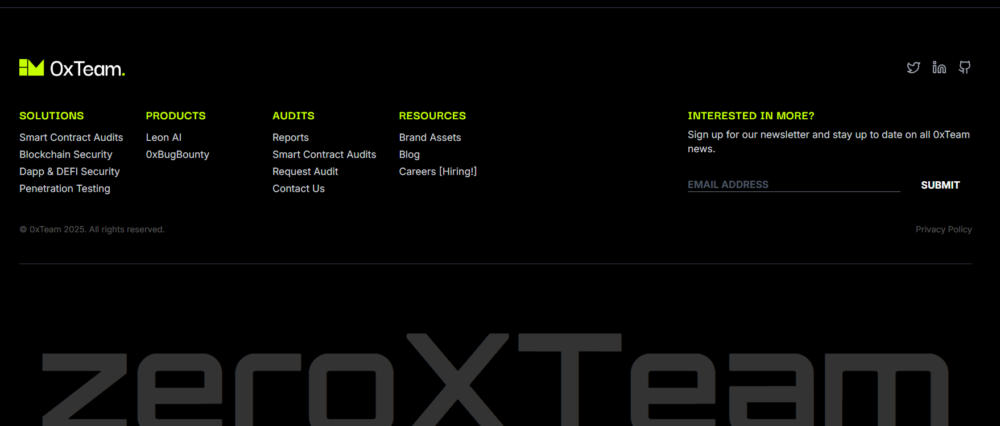 0xTeam.
SOLUTIONS
Smart Contract Audits
Blockchain Security
Dapp & DEFI Security
Penetration Testing
PRODUCTS
Leon AI
0xBugBounty
AUDITS
Reports
Smart Contract Audits
Request Audit
Contact Us
RESOURCES
Brand Assets
Blog
Careers [Hiring!]
INTERESTED IN MORE?
Sign up for our newsletter and stay up to date on all 0xTeam
news.
EMAIL ADDRESS
SUBMIT
© 0xTeam 2025. All rights reserved.
Privacy Policy
zeroXTeam